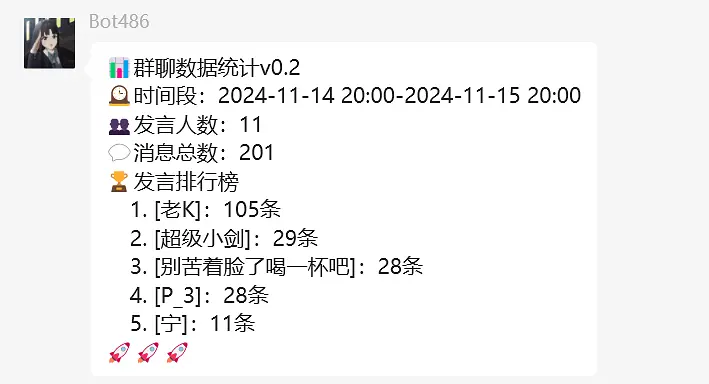 Bot486
📊群聊数据统计v0.2
🕰时间段：2024-11-14 20:00-2024-11-15 20:00
👥发言人数：11
💬消息总数：201
🏆发言排行榜
1. [老K]：105条
2. [超级小剑]：29条
3. [别苦着脸了喝一杯吧]：28条
4. [P_3]：28条
5. [宁]：11条
🚀🚀🚀